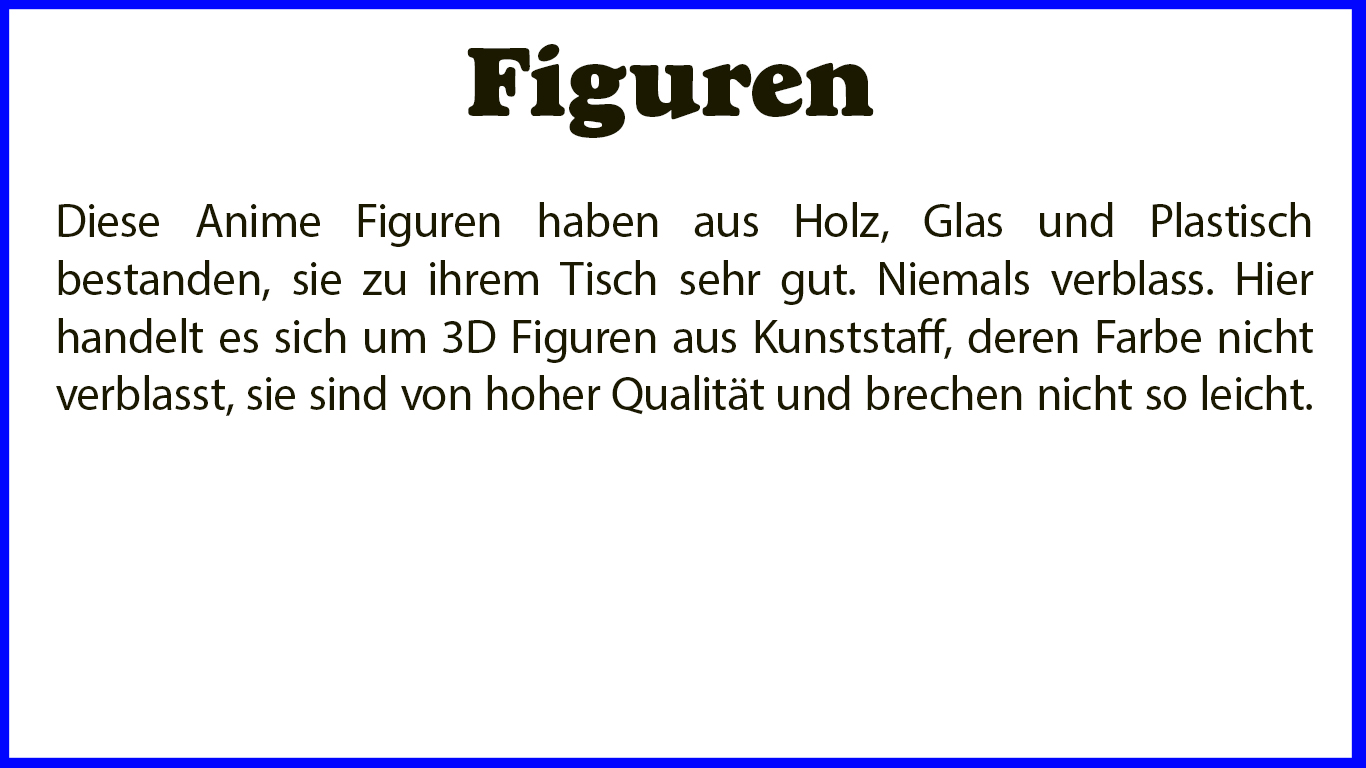 Figuren
Diese Anime Figuren haben aus Holz, Glas und Plastisch
bestanden, sie zu ihrem Tisch sehr gut. Niemals verblass. Hier
handelt es sich um 3D Figuren aus Kunststaff, deren Farbe nicht
verblasst, sie sind von hoher Qualität und brechen nicht so leicht.